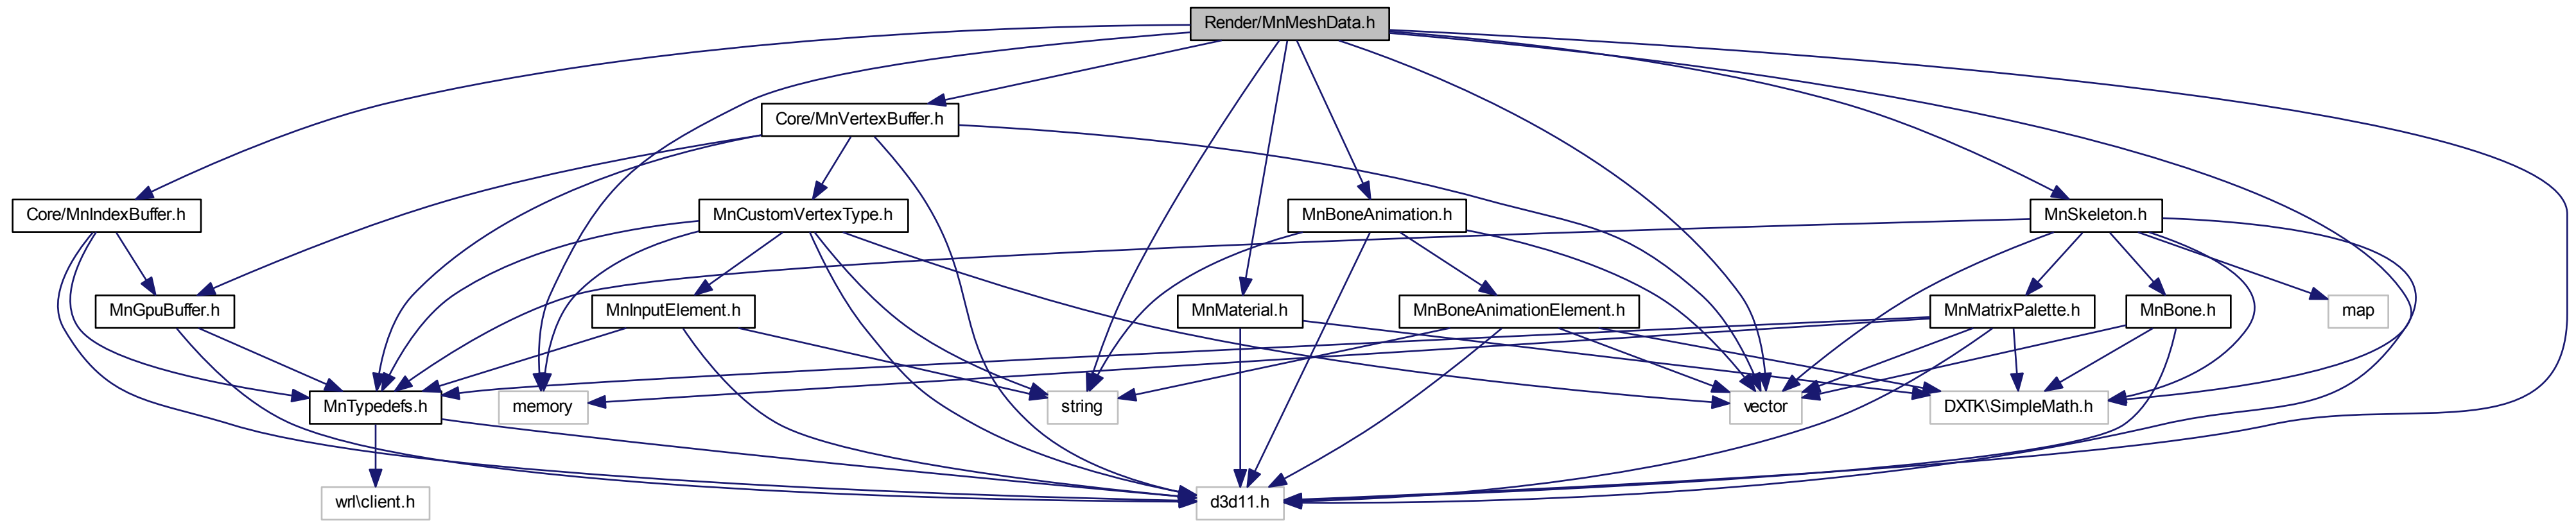 Render/MnMeshData.h
Core/MnVertexBuffer.h
Core/MnIndexBuffer.h
MnCustomVertexType.h
MnBoneAnimation.h
MnSkeleton.h
MnGpuBuffer.h
MnInputElement.h
MnMaterial.h
MnBoneAnimationElement.h
MnMatrixPalette.h
MnBone.h
map
MnTypedefs.h
memory
string
vector
DXTK\SimpleMath.h
wrl\client.h
d3d11.h